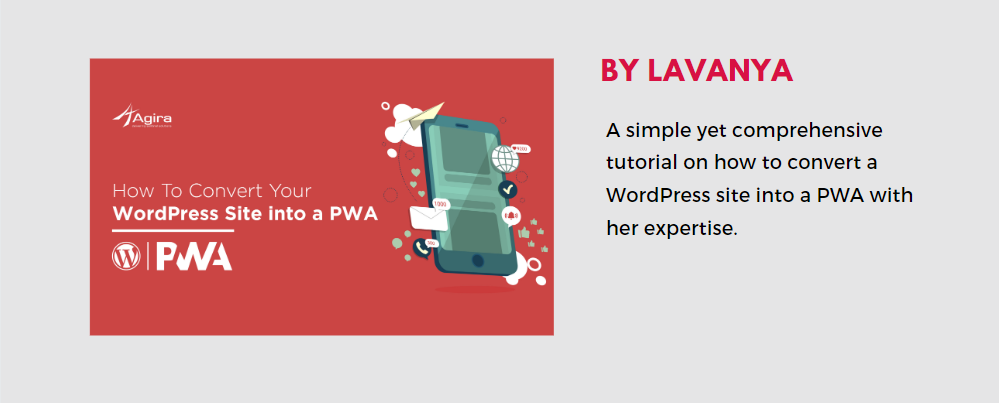 Agira
How To Convert Your
WordPress Site into a PWA
PWA
1000
BY LAVANYA
A simple yet comprehensive
tutorial on how to convert a
WordPress site into a PWA with
her expertise.